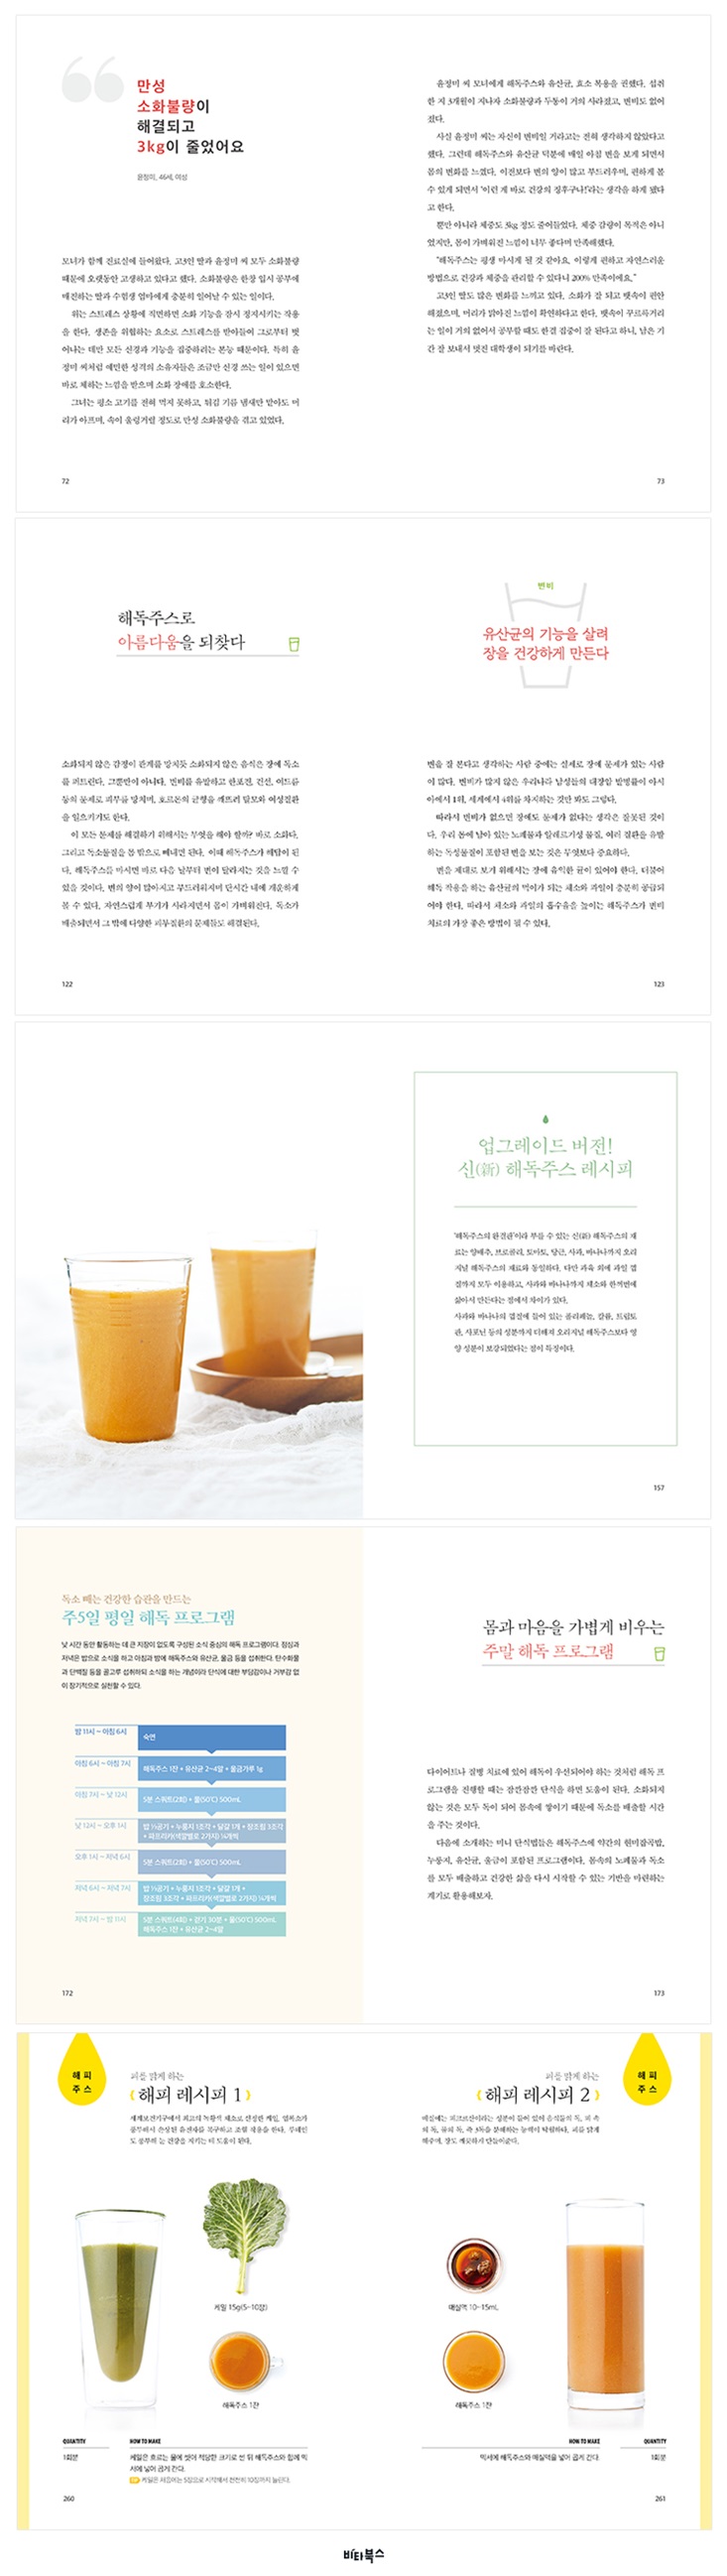 만성
소화불량이
해결되고
3kg이 줄었어요
윤정미, 46세, 여성
모녀가 함께 진료실에 들어왔다. 고3인 딸과 윤정미 씨 모두 소화불량
때문에 오랫동안 고생하고 있다고 했다. 소화불량은 한창 입시 공부에
매진하는 딸과 수험생 엄마에게 충분히 일어날 수 있는 일이다.
위는 스트레스 상황에 직면하면 소화 기능을 잠시 정지시키는 작용
을 한다. 생존을 위협하는 요소로 스트레스를 받아들여 그로부터 벗
어나는 데만 모든 신경과 기능을 집중하려는 본능 때문이다. 특히 윤
정미 씨처럼 예민한 성격의 소유자들은 조금만 신경 쓰는 일이 있으면
바로 체하는 느낌을 받으며 소화 장애를 호소한다.
그녀는 평소 고기를 전혀 먹지 못하고, 튀김 기름 냄새만 맡아도 머
리가 아프며, 속이 울렁거릴 정도로 만성 소화불량을 겪고 있었다.
72
윤정미 씨 모녀에게 해독주스와 유산균, 효소 복용을 권했다. 섭취
한 지 3개월이 지나자 소화불량과 두통이 거의 사라졌고, 변비도 없어
졌다.
사실 윤정미 씨는 자신이 변비일 거라고는 전혀 생각하지 않았다고
했다. 그런데 해독주스와 유산균 덕분에 매일 아침 변을 보게 되면서
몸의 변화를 느꼈다. 이전보다 변의 양이 많고 부드러우며, 편하게 볼
수 있게 되면서 '이런 게 바로 건강의 징후구나!'라는 생각을 하게 됐다
고 한다.
뿐만 아니라 체중도 3kg 정도 줄어들었다. 체중 감량이 목적은 아니
었지만, 몸이 가벼워진 느낌이 너무 좋다며 만족해했다.
"해독주스는 평생 마시게 될 것 같아요. 이렇게 편하고 자연스러운
방법으로 건강과 체중을 관리할 수 있다니 200% 만족이에요."
고3인 딸도 많은 변화를 느끼고 있다. 소화가 잘 되고 뱃속이 편안
해졌으며, 머리가 맑아진 느낌이 확연하다고 한다. 뱃속이 꾸르륵거리
는 일이 거의 없어서 공부할 때도 한결 집중이 잘 된다고 하니, 남은 기
간 잘 보내서 멋진 대학생이 되기를 바란다.
73
해독주스로
아름다움을 되찾다
소화되지 않은 감정이 관계를 망치듯 소화되지 않은 음식은 장에 독소
를 퍼뜨린다. 그뿐만이 아니다. 변비를 유발하고 한포진, 건선, 여드름
등의 문제로 피부를 망치며, 호르몬의 균형을 깨뜨려 탈모와 여성질환
을 일으키기도 한다.
이 모든 문제를 해결하기 위해서는 무엇을 해야 할까? 바로 소화다.
그리고 독소물질을 몸 밖으로 빼내면 된다. 이때 해독주스가 해답이 된
다. 해독주스를 마시면 바로 다음 날부터 변이 달라지는 것을 느낄 수
있을 것이다. 변의 양이 많아지고 부드러워지며 단시간 내에 개운하게
볼 수 있다. 자연스럽게 부기가 사라지면서 몸이 가벼워진다. 독소가
배출되면서 그 밖에 다양한 피부질환의 문제들도 해결된다.
122
변비
유산균의 기능을 살려
장을 건강하게 만든다
변을 잘 본다고 생각하는 사람 중에는 실제로 장에 문제가 있는 사람
이 많다. 변비가 많지 않은 우리나라 남성들의 대장암 발병률이 아시
아에서 1위, 세계에서 4위를 차지하는 것만 봐도 그렇다.
따라서 변비가 없으면 장에도 문제가 없다는 생각은 잘못된 것이
다. 우리 몸에 남아 있는 노폐물과 알레르기성 물질, 여러 질환을 유발
하는 독성물질이 포함된 변을 보는 것은 무엇보다 중요하다.
변을 제대로 보기 위해서는 장에 유익한 균이 있어야 한다. 더불어
해독 작용을 하는 유산균의 먹이가 되는 채소와 과일이 충분히 공급되
어야 한다. 따라서 채소와 과일의 흡수율을 높이는 해독주스가 변비
치료의 가장 좋은 방법이 될 수 있다.
123
업그레이드 버전!
신(新) 해독주스 레시피
'해독주스의 완결판'이라 부를 수 있는 신(新) 해독주스의 재
료는 양배추, 브로콜리, 토마토, 당근, 사과, 바나나까지 오리
지널 해독주스의 재료와 동일하다. 다만 과육 외에 과일 껍
질까지 모두 이용하고, 사과와 바나나까지 채소와 한꺼번에
삶아서 만든다는 점에서 차이가 있다.
사과와 바나나의 껍질에 들어 있는 폴리페놀, 칼륨, 트립토
판, 사포닌 등의 성분까지 더해져 오리지널 해독주스보다 영
양 성분이 보강되었다는 점이 특징이다.
157
독소 빼는 건강한 습관을 만드는
주5일 평일 해독 프로그램
낮 시간 동안 활동하는 데 큰 지장이 없도록 구성된 소식 중심의 해독 프로그램이다. 점심과
저녁은 밥으로 소식을 하고 아침과 밤에 해독주스와 유산균, 울금 등을 섭취한다. 탄수화물
과 단백질 등을 골고루 섭취하되 소식을 하는 개념이라 단식에 대한 부담감이나 거부감 없
이 장기적으로 실천할 수 있다.
밤 11시 ~ 아침 6시
숙면
아침 6시 ~ 아침 7시
해독주스 1잔 + 유산균 2~4알 + 울금가루 1g
아침 7시 ~ 낮 12시
5분 스쿼트(2회) + 물(50℃) 500mL
낮 12시 ~ 오후 1시
밥 ½공기 + 누룽지 1조각 + 달걀 1개 + 장조림 3조각
+ 파프리카(색깔별로 2가지) ¼개씩
오후 1시 ~ 저녁 6시
5분 스쿼트(2회) + 물(50℃) 500mL
저녁 6시 ~ 저녁 7시
밥 ½공기 + 누룽지 1조각 + 달걀 1개 +
장조림 3조각 + 파프리카(색깔별로 2가지) ¼개씩
저녁 7시 ~ 밤 11시
5분 스쿼트(4회) + 걷기 30분 + 물(50℃) 500mL
해독주스 1잔 + 유산균 2~4알
172
몸과 마음을 가볍게 비우는
주말 해독 프로그램
다이어트나 질병 치료에 있어 해독이 우선되어야 하는 것처럼 해독 프
로그램을 진행할 때는 잠깐잠깐 단식을 하면 도움이 된다. 소화되지
않는 것은 모두 독이 되어 몸속에 쌓이기 때문에 독소를 배출할 시간
을 주는 것이다.
다음에 소개하는 미니 단식법들은 해독주스에 약간의 현미잡곡밥,
누룽지, 유산균, 울금이 포함된 프로그램이다. 몸속의 노폐물과 독소
를 모두 배출하고 건강한 삶을 다시 시작할 수 있는 기반을 마련하는
계기로 활용해보자.
173
해피
주스
피를 맑게 하는
해피 레시피 1
세계보건기구에서 최고의 녹황색 채소로 선정한 케일. 엽록소가
풍부해서 손상된 유전자를 복구하고 조혈 작용을 한다. 루테인
도 풍부해 눈 건강을 지키는 데 도움이 된다.
케일 15g(5~10장)
해독주스 1잔
QUANTITY
1회분
HOW TO MAKE
케일은 흐르는 물에 씻어 적당한 크기로 썬 뒤 해독주스와 함께 믹
서에 넣어 곱게 간다.
TIP 케일은 처음에는 5장으로 시작해서 천천히 10장까지 늘린다.
260
해피
주스
피를 맑게 하는
해피 레시피 2
매실에는 피크르산이라는 성분이 들어 있어 음식물의 독, 피 속
의 독, 물의 독, 즉 3독을 분해하는 능력이 탁월하다. 피를 맑게
해주며, 장도 깨끗하게 만들어준다.
매실액 10~15mL
해독주스 1잔
HOW TO MAKE
믹서에 해독주스와 매실액을 넣어 곱게 간다.
QUANTITY
1회분
261
비타북스